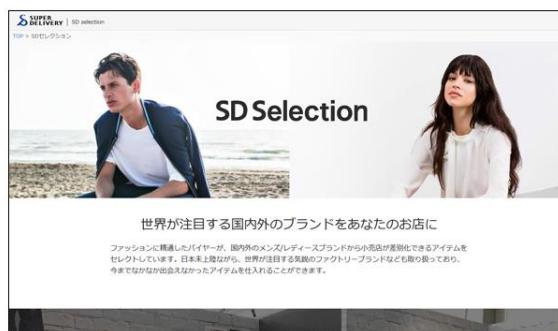 SUPER DELIVERY | SD selection
TOP > SDセレクション
SD Selection
世界が注目する国内外のブランドをあなたのお店に
ファッションに精通したバイヤーが、国内外のメンズ/レディースブランドから小売店が差別化できるアイテムを
セレクトしています。日本未上陸ながら、世界が注目する気鋭のファクトリーブランドなども取り扱っており、
今までなかなか出会えなかったアイテムを仕入れることができます。